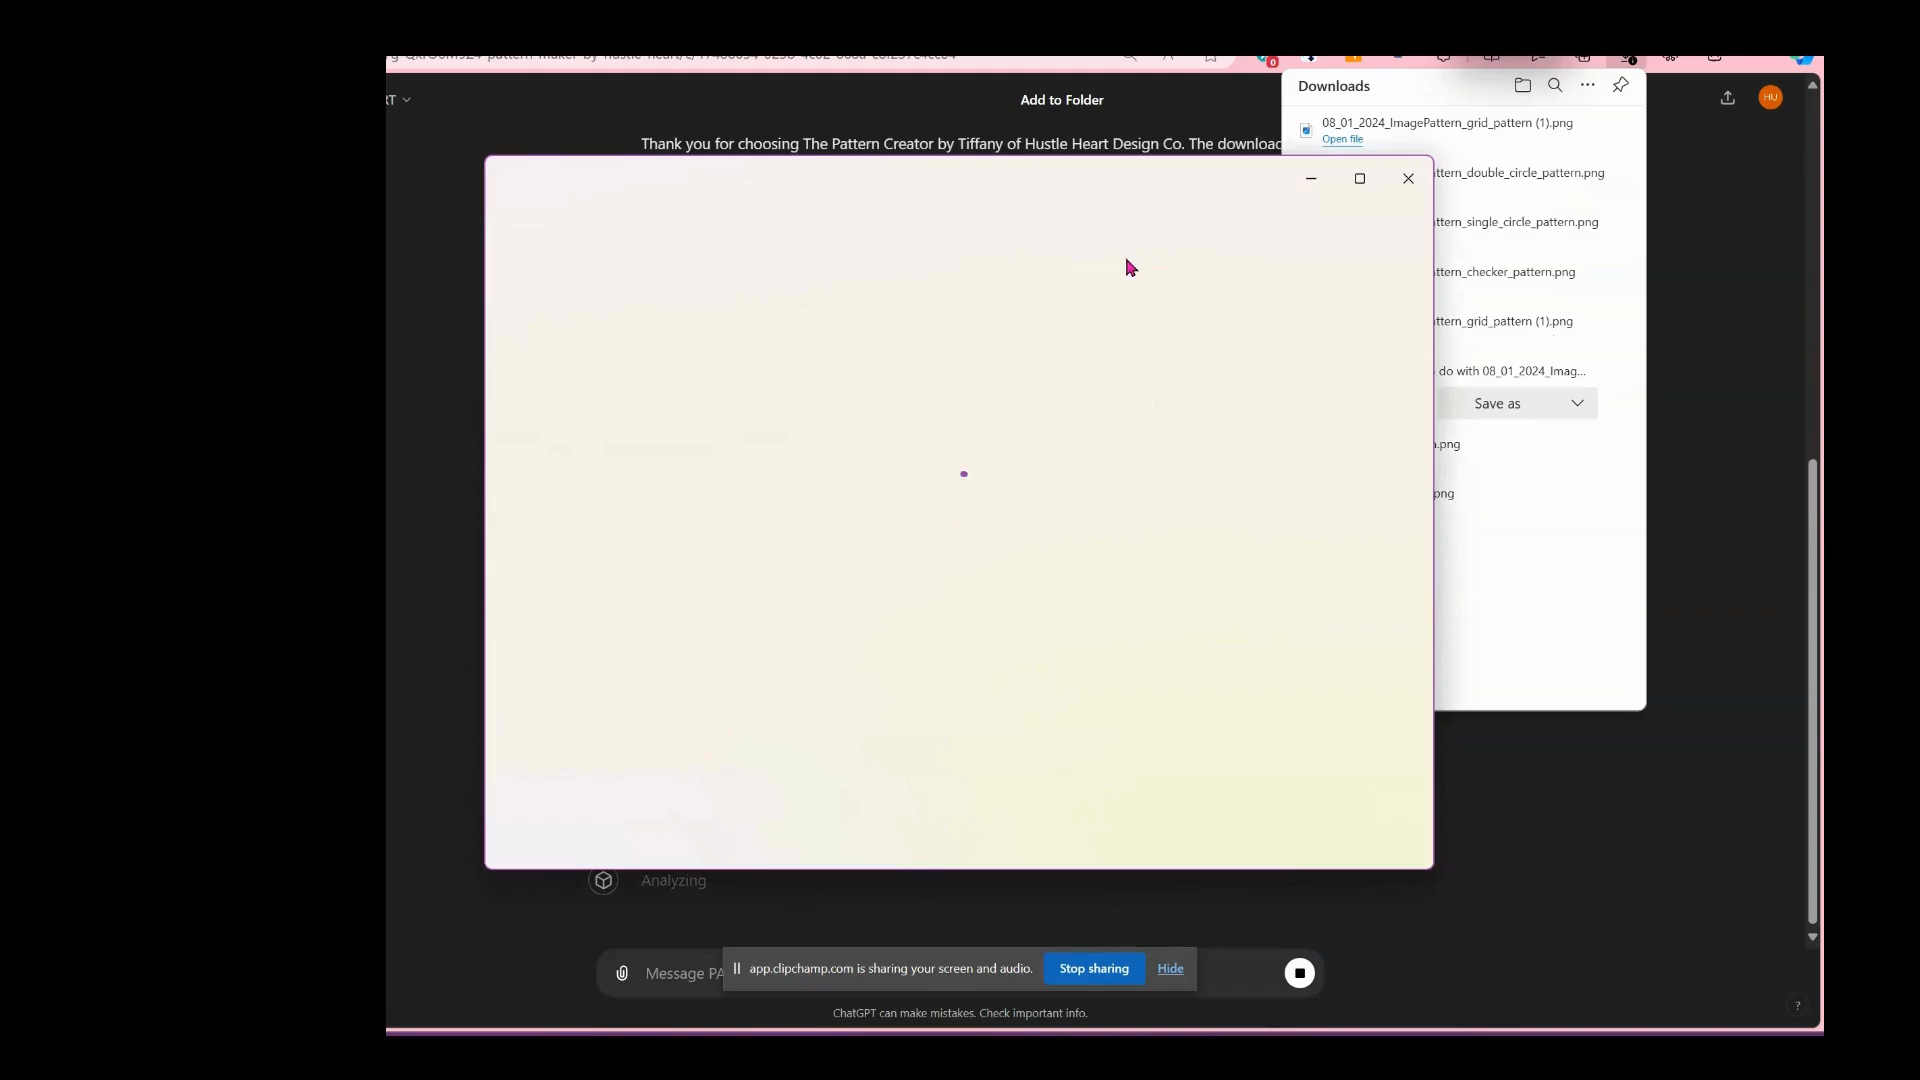 RT
Add to Folder
Downloads
HU
0
08_01_2024_ImagePattern_grid_pattern (1).png
Open file
Thank you for choosing The Pattern Creator by Tiffany of Hustle Heart Design Co. The download
ttern_double_circle_pattern.png
ttern_single_circle_pattern.png
ttern_checker_pattern.png
ttern_grid_pattern (1).png
do with 08_01_2024_Imag...
Save as
.png
png
Analyzing
Message PA
app.clipchamp.com is sharing your screen and audio.
Stop sharing
Hide
ChatGPT can make mistakes. Check important info.
?